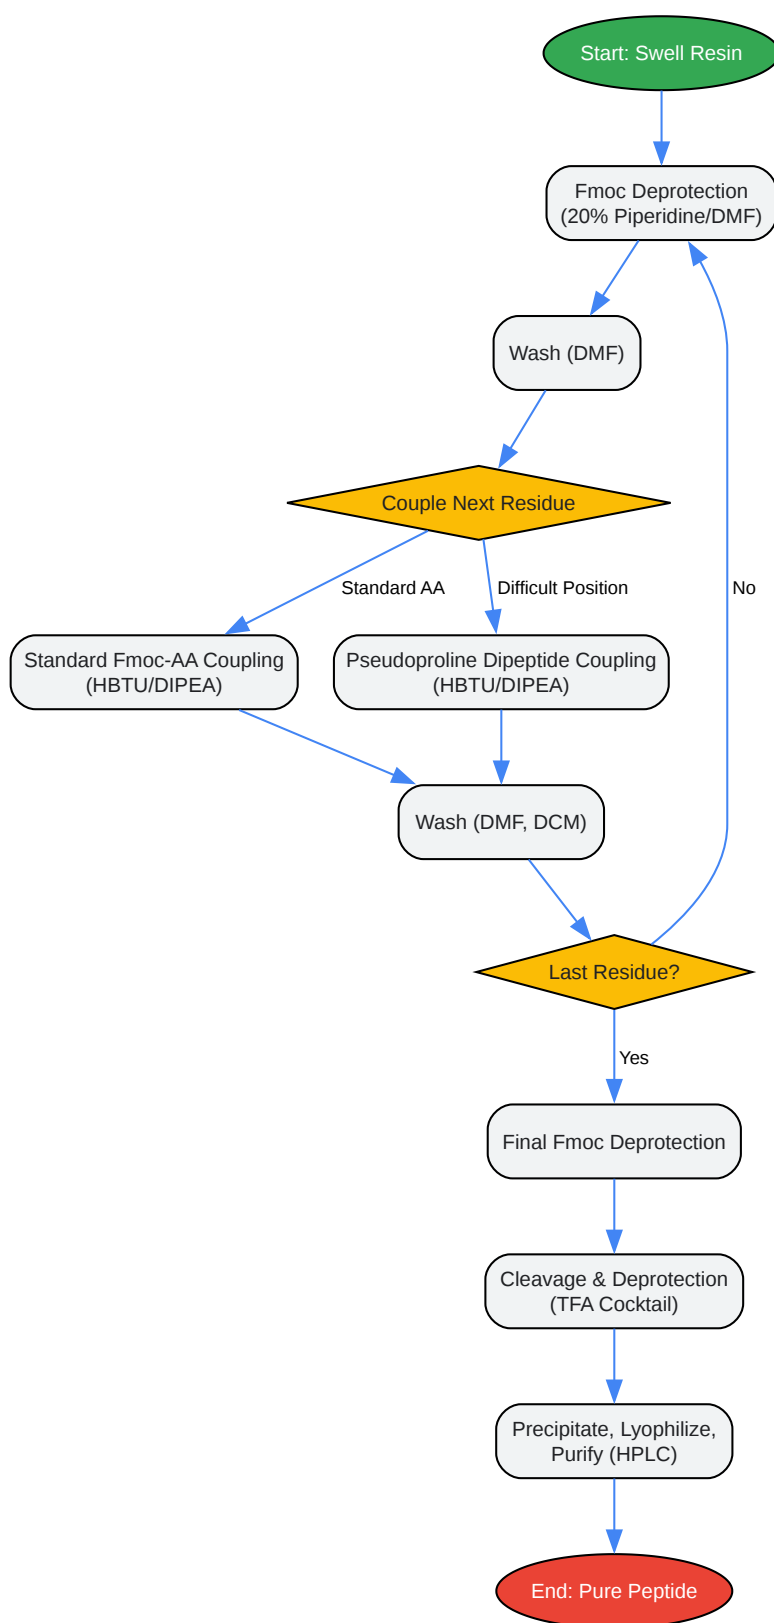 Start: Swell Resin
Fmoc Deprotection
(20% Piperidine/DMF)
Wash (DMF)
Couple Next Residue
Standard AA
Difficult Position
No
Standard Fmoc-AA Coupling
(HBTU/DIPEA)
Pseudoproline Dipeptide Coupling
(HBTU/DIPEA)
Wash (DMF, DCM)
Last Residue?
Yes
Final Fmoc Deprotection
Cleavage & Deprotection
(TFA Cocktail)
Precipitate, Lyophilize,
Purify (HPLC)
End: Pure Peptide